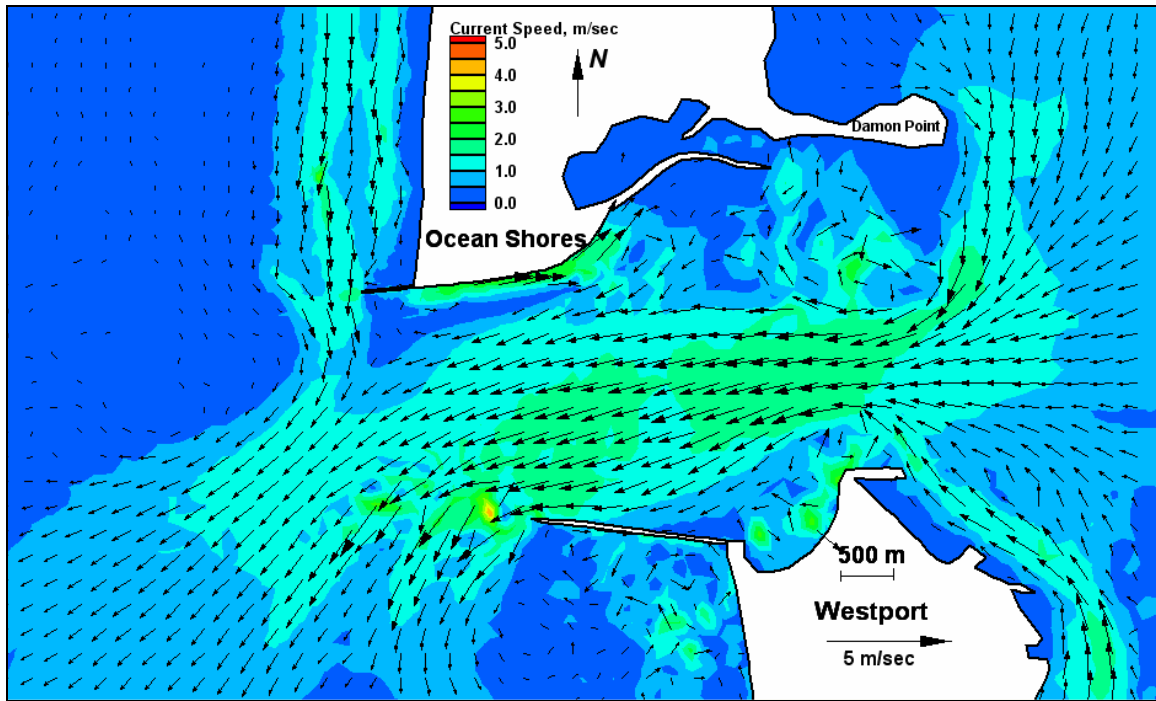 Current Speed, m/sec
5.0
4.0
3.0
2.0
1.0
0.0
N
Damon Point
Ocean Shores
500 m
Westport
5 m/sec